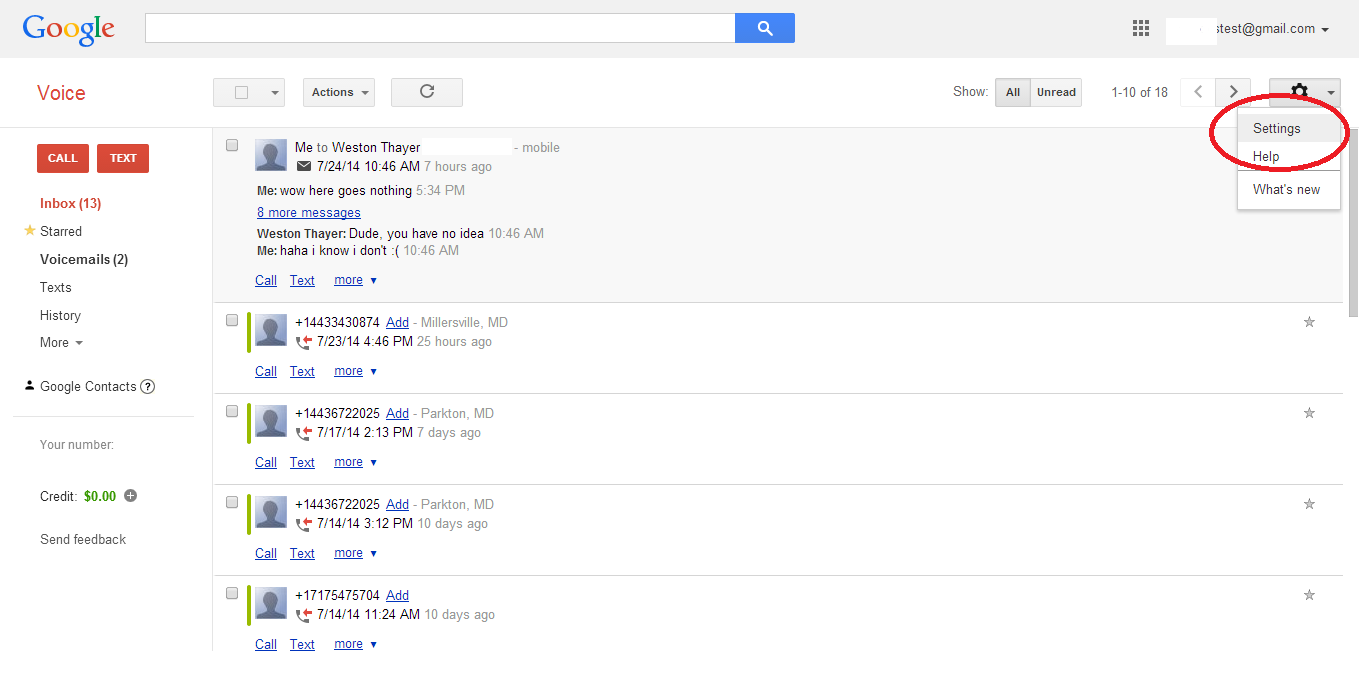 Google
stest@gmail.com
Voice
Actions
Show: All Unread
1-10 of 18
Settings
Help
What's new
CALL TEXT
Inbox (13)
Starred
Voicemails (2)
Texts
History
More
Google Contacts ?
Your number:
Credit: $0.00 +
Send feedback
Me to Weston Thayer - mobile
7/24/14 10:46 AM 7 hours ago
Me: wow here goes nothing 5:34 PM
8 more messages
Weston Thayer: Dude, you have no idea 10:46 AM
Me: haha i know i don't :( 10:46 AM
Call Text more
+14433430874 Add - Millersville, MD
7/23/14 4:46 PM 25 hours ago
Call Text more
+14436722025 Add - Parkton, MD
7/17/14 2:13 PM 7 days ago
Call Text more
+14436722025 Add - Parkton, MD
7/14/14 3:12 PM 10 days ago
Call Text more
+17175475704 Add
7/14/14 11:24 AM 10 days ago
Call Text more